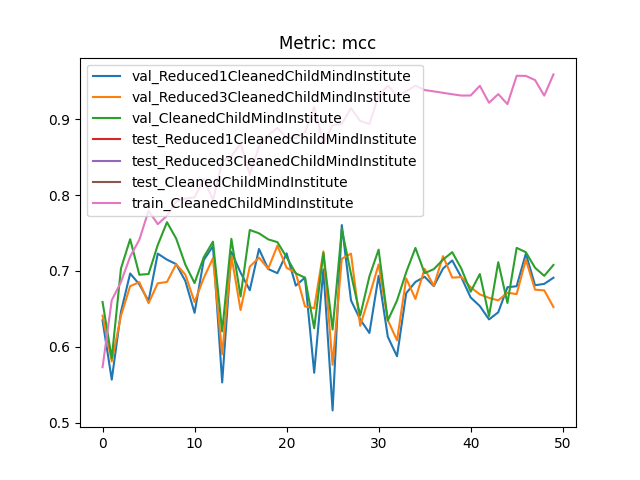 Metric: mcc
val_Reduced1CleanedChildMindInstitute
val_Reduced3CleanedChildMindInstitute
val_CleanedChildMindInstitute
test_Reduced1CleanedChildMindInstitute
test_Reduced3CleanedChildMindInstitute
test_CleanedChildMindInstitute
train_CleanedChildMindInstitute
0.9
0.8
0.7
0.6
0.5
0 10 20 30 40 50